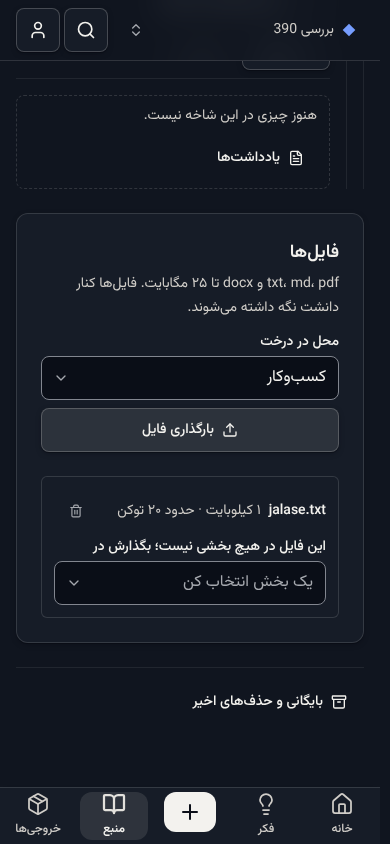 بررسی 390
هنوز چیزی در این شاخه نیست.
یادداشت‌ها
فایل‌ها
txt، md، pdf و docx تا ۲۵ مگابایت. فایل‌ها کنار
دانشت نگه داشته می‌شوند.
محل در درخت
کسب‌وکار
بارگذاری فایل
jalase.txt ۱ کیلوبایت · حدود ۲۰ توکن
این فایل در هیچ بخشی نیست؛ بگذارش در
یک بخش انتخاب کن
بایگانی و حذف‌های اخیر
خانه
فکر
منبع
خروجی‌ها